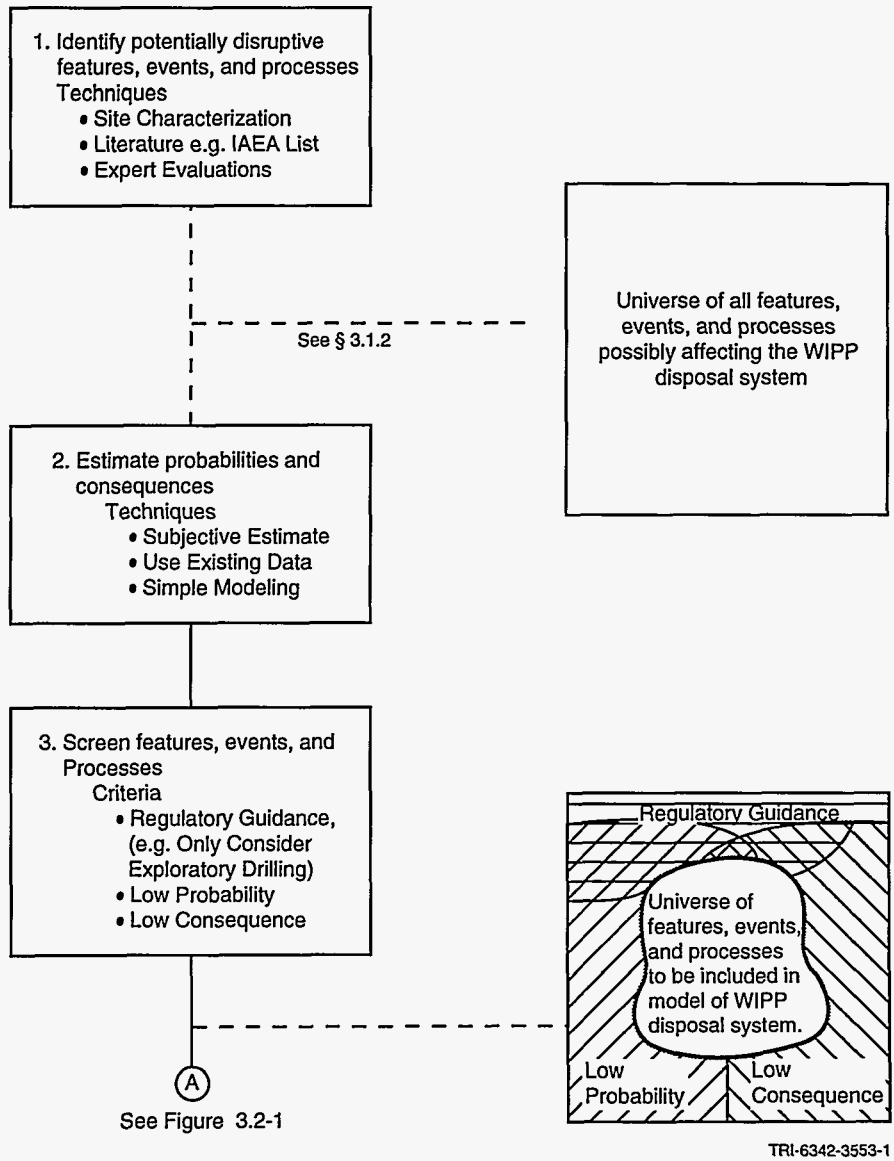 1. Identify potentially disruptive
features, events, and processes
Techniques
• Site Characterization
• Literature e.g. IAEA List
• Expert Evaluations
See § 3.1.2
Universe of all features,
events, and processes
possibly affecting the WIPP
disposal system
2. Estimate probabilities and
consequences
Techniques
• Subjective Estimate
• Use Existing Data
• Simple Modeling
3. Screen features, events, and
Processes
Criteria
• Regulatory Guidance,
(e.g. Only Consider
Exploratory Drilling)
• Low Probability
• Low Consequence
Regulatory Guidance
Universe of
features, events,
and processes
to be included in
model of WIPP
disposal system.
Low
Probability
Low
Consequence
A
See Figure 3.2-1
TRI-6342-3553-1